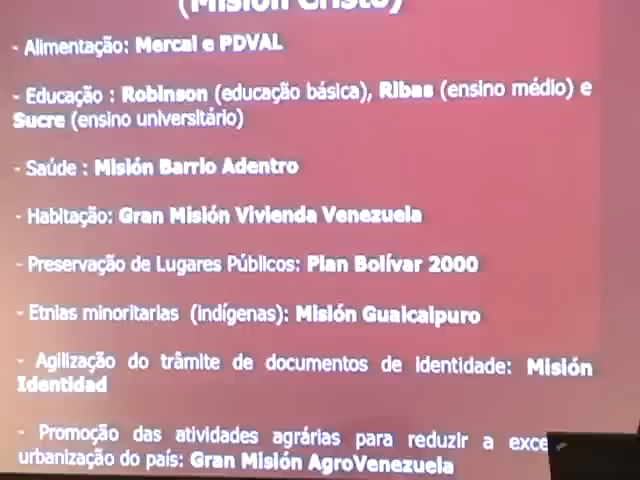 (Misión Cristo)
- Alimentação: Mercal e PDVAL
- Educação : Robinson (educação básica), Ribas (ensino médio) e
Sucre (ensino universitário)
- Saúde : Misión Barrio Adentro
- Habitação: Gran Misión Vivienda Venezuela
- Preservação de Lugares Públicos: Plan Bolívar 2000
- Etnias minoritarias (indígenas): Misión Guaicaipuro
- Agilização do trâmite de documentos de identidade: Misión
Identidad
- Promoção das atividades agrárias para reduzir a
urbanização do país: Gran Misión AgroVenezuela